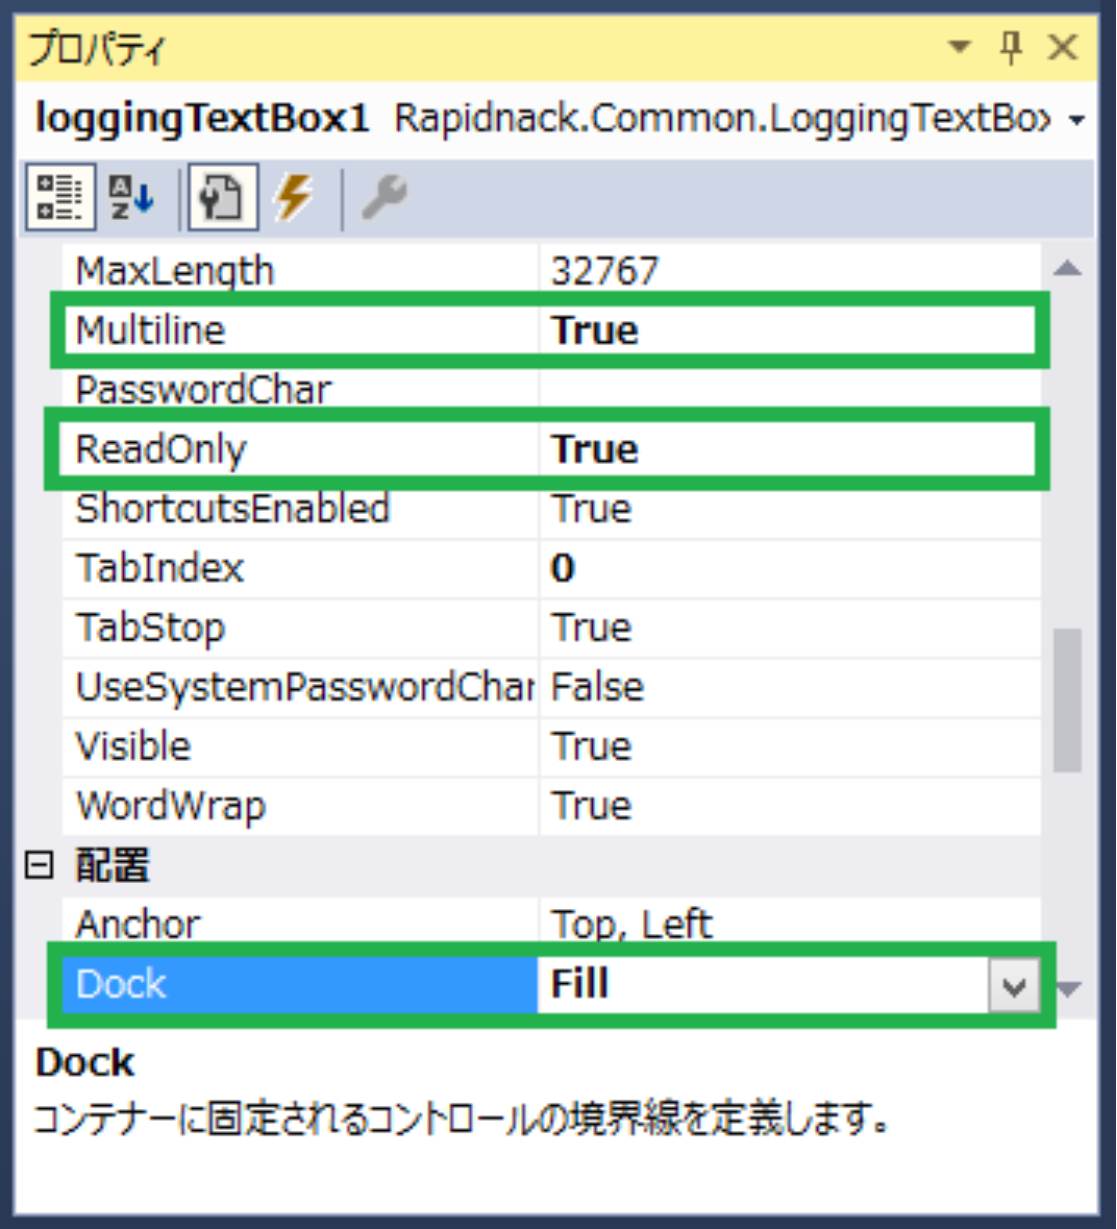 プロパティ
loggingTextBox1 Rapidnack.Common.LoggingTextBox
MaxLength 32767
Multiline True
PasswordChar
ReadOnly True
ShortcutsEnabled True
TabIndex 0
TabStop True
UseSystemPasswordChar False
Visible True
WordWrap True
配置
Anchor Top, Left
Dock Fill
Dock
コンテナーに固定されるコントロールの境界線を定義します。